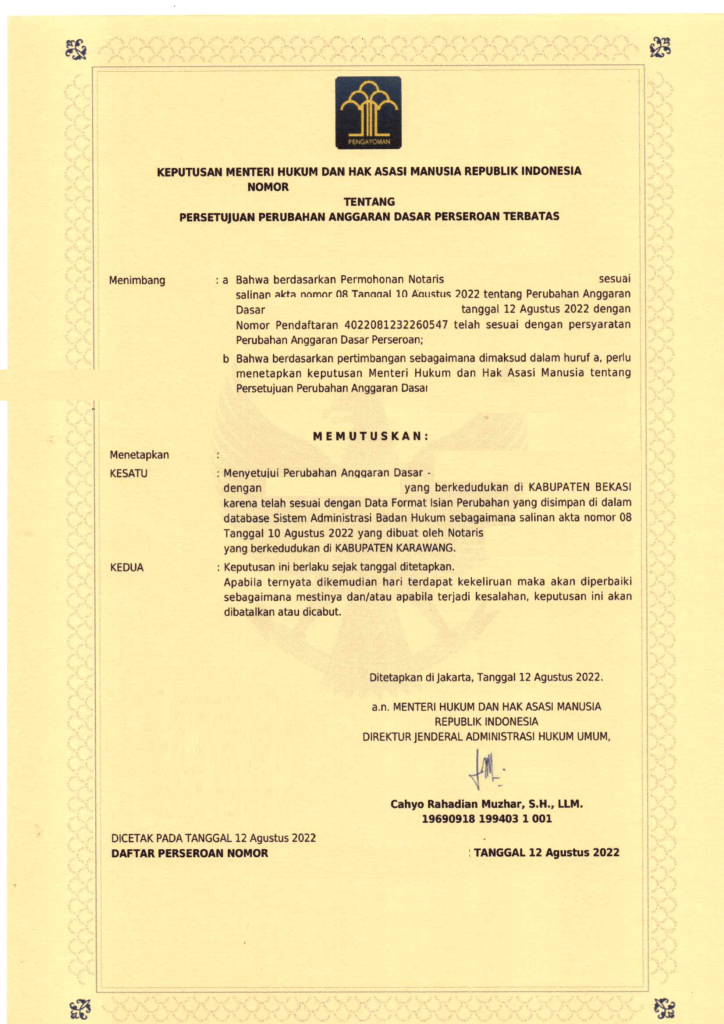 PENGAYOMAN
KEPUTUSAN MENTERI HUKUM DAN HAK ASASI MANUSIA REPUBLIK INDONESIA
NOMOR
TENTANG
PERSETUJUAN PERUBAHAN ANGGARAN DASAR PERSEROAN TERBATAS
Menimbang : a Bahwa berdasarkan Permohonan Notaris sesuai
salinan akta nomor 08 Tanggal 10 Agustus 2022 tentang Perubahan Anggaran
Dasar tanggal 12 Agustus 2022 dengan
Nomor Pendaftaran 4022081232260547 telah sesuai dengan persyaratan
Perubahan Anggaran Dasar Perseroan;
b Bahwa berdasarkan pertimbangan sebagaimana dimaksud dalam huruf a, perlu
menetapkan keputusan Menteri Hukum dan Hak Asasi Manusia tentang
Persetujuan Perubahan Anggaran Dasar
M E M U T U S K A N :
Menetapkan :
KESATU : Menyetujui Perubahan Anggaran Dasar -
dengan yang berkedudukan di KABUPATEN BEKASI
karena telah sesuai dengan Data Format Isian Perubahan yang disimpan di dalam
database Sistem Administrasi Badan Hukum sebagaimana salinan akta nomor 08
Tanggal 10 Agustus 2022 yang dibuat oleh Notaris
yang berkedudukan di KABUPATEN KARAWANG.
KEDUA : Keputusan ini berlaku sejak tanggal ditetapkan.
Apabila ternyata dikemudian hari terdapat kekeliruan maka akan diperbaiki
sebagaimana mestinya dan/atau apabila terjadi kesalahan, keputusan ini akan
dibatalkan atau dicabut.
Ditetapkan di Jakarta, Tanggal 12 Agustus 2022.
a.n. MENTERI HUKUM DAN HAK ASASI MANUSIA
REPUBLIK INDONESIA
DIREKTUR JENDERAL ADMINISTRASI HUKUM UMUM,
Cahyo Rahadian Muzhar, S.H., LLM.
19690918 199403 1 001
DICETAK PADA TANGGAL 12 Agustus 2022
DAFTAR PERSEROAN NOMOR : TANGGAL 12 Agustus 2022